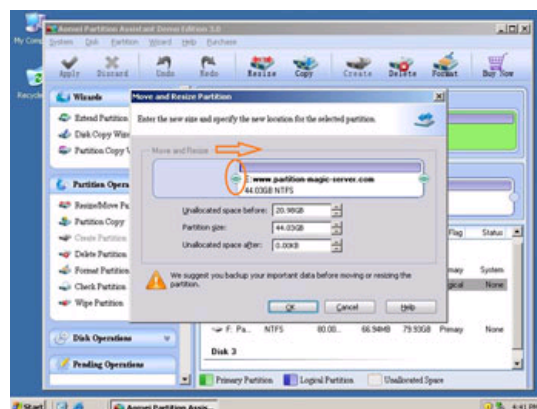 Aomei Partition Assistant Demo Edition 3.0
My Comp
System Disk Partition Wizard Help Purchase
Apply Discard Undo Redo Resize Copy Create Delete Format Buy Now
Recycle
Wizards
Extend Partition
Disk Copy Wiz
Partition Copy
Partition Opera
Resize/Move Pa
Partition Copy
Create Partition
Delete Partition
Format Partition
Check Partition
Wipe Partition
Disk Operations
Pending Operations
Move and Resize Partition
Enter the new size and specify the new location for the selected partition.
Move and Resize
www.partition-magic-server.com
44.03GB NTFS
Unallocated space before: 20.98GB
Partition size: 44.03GB
Unallocated space after: 0.00KB
We suggest you backup your important data before moving or resizing the
partition.
OK Cancel Help
Flag Status
mary System
gical None
F: Pa... NTFS 80.00... 66.94MB 79.93GB Primary None
Disk 3
Primary Partition Logical Partition Unallocated Space
Start Aomei Partition Assis... 4:41 PM